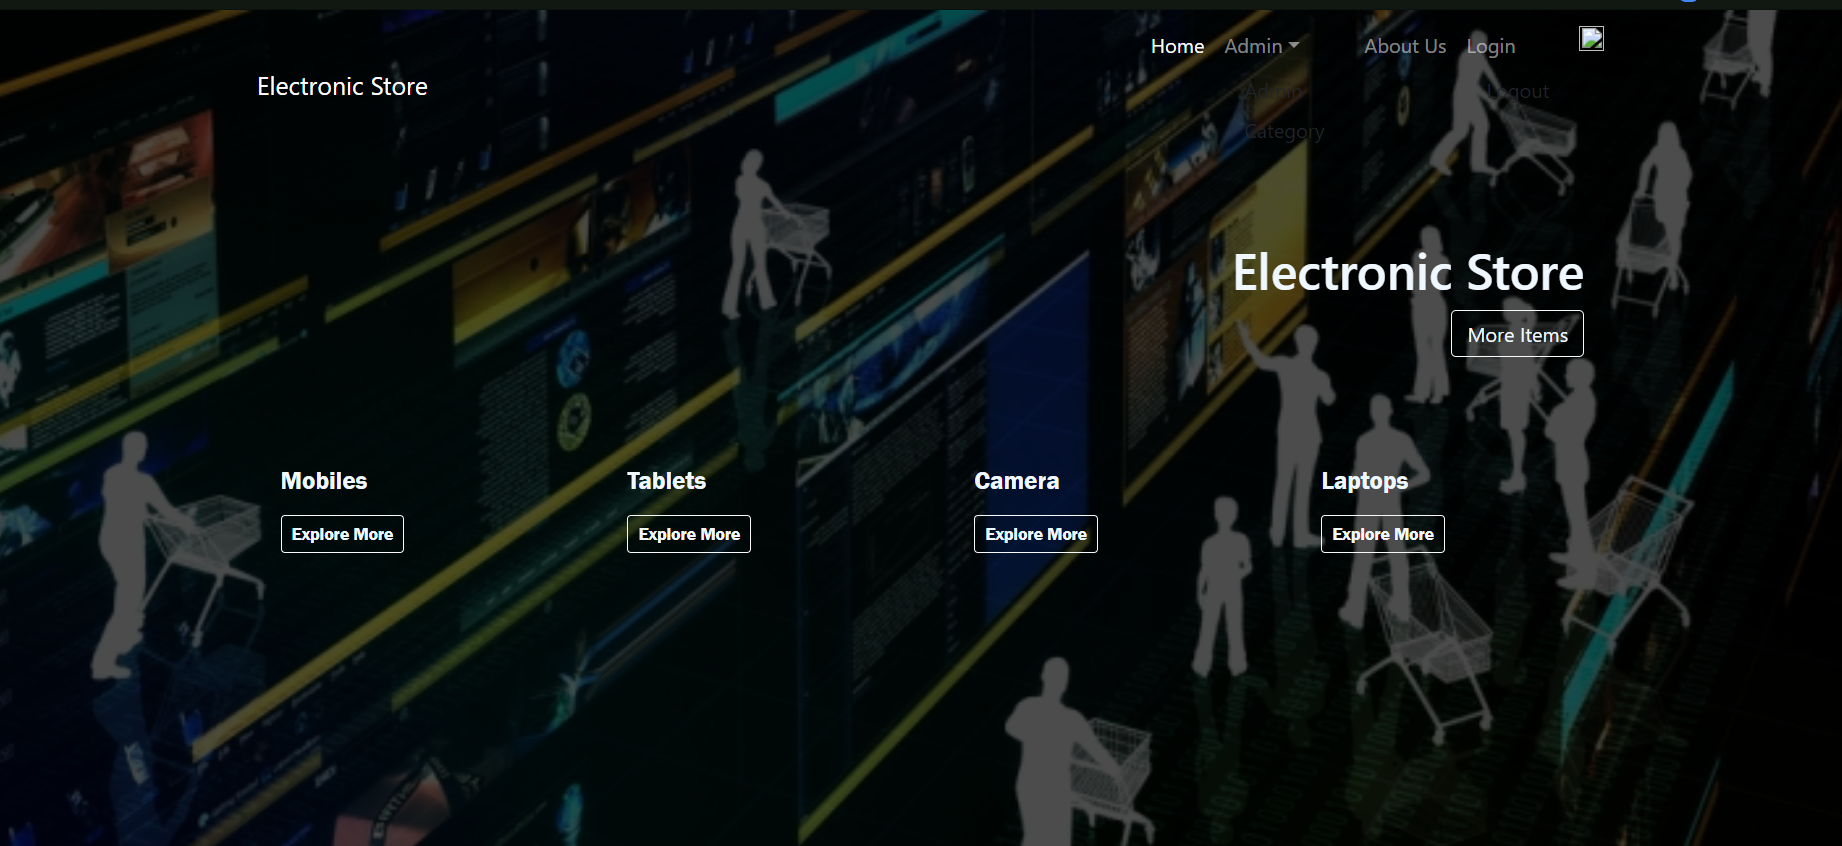 Home Admin About Us Login
Electronic Store
Admin
Logout
Category
Electronic Store
More Items
Mobiles
Tablets
Camera
Laptops
Explore More
Explore More
Explore More
Explore More